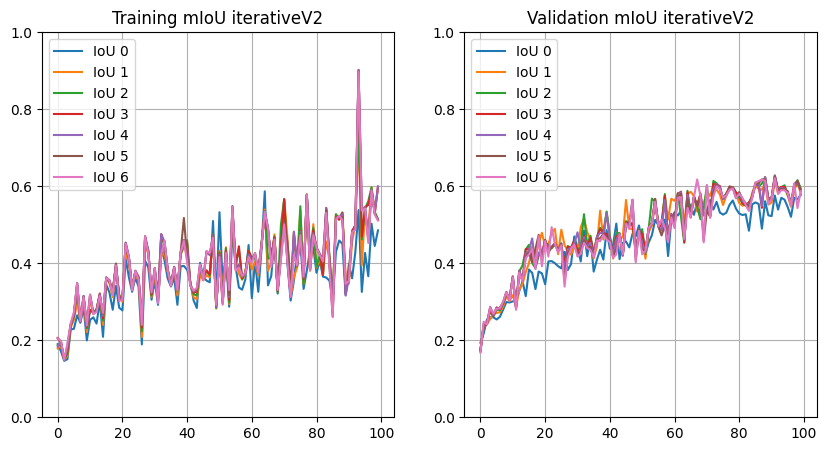 Training mIoU iterativeV2
1.0
0.8
0.6
0.4
0.2
0.0
0 20 40 60 80 100
IoU 0
IoU 1
IoU 2
IoU 3
IoU 4
IoU 5
IoU 6
Validation mIoU iterativeV2
1.0
0.8
0.6
0.4
0.2
0.0
0 20 40 60 80 100
IoU 0
IoU 1
IoU 2
IoU 3
IoU 4
IoU 5
IoU 6